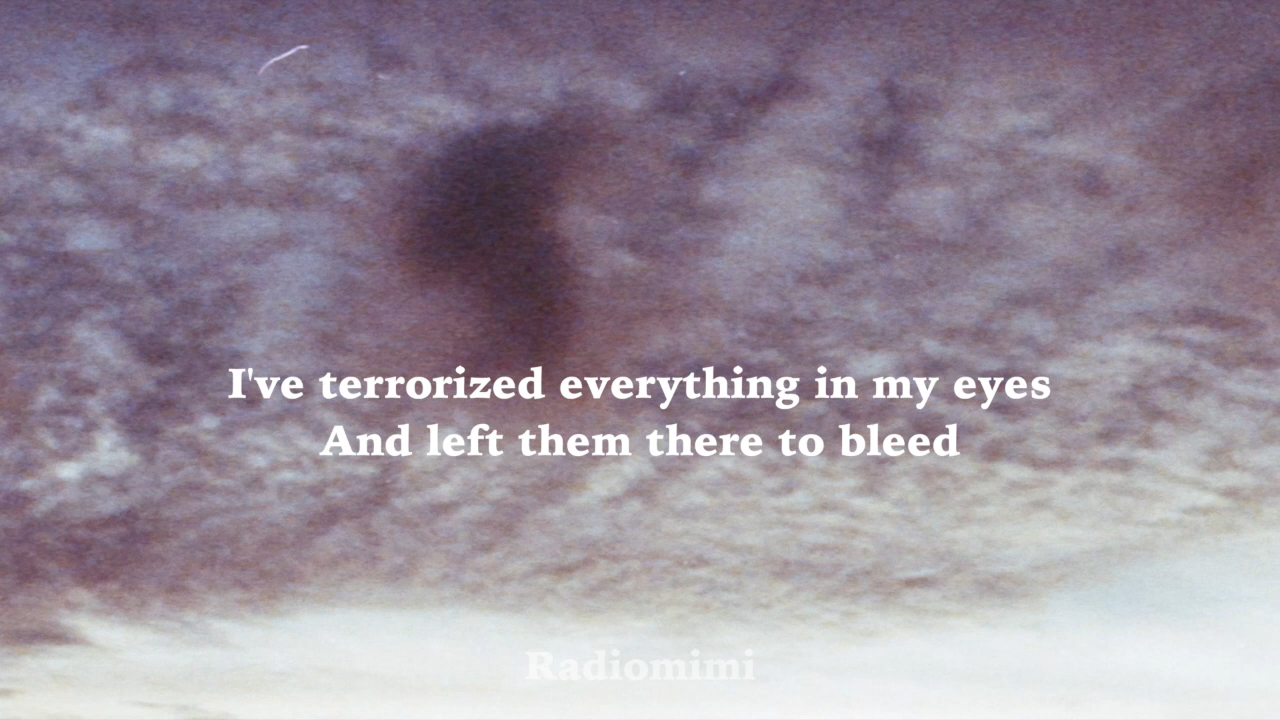 I've terrorized everything in my eyes
And left them there to bleed
Radiomimi